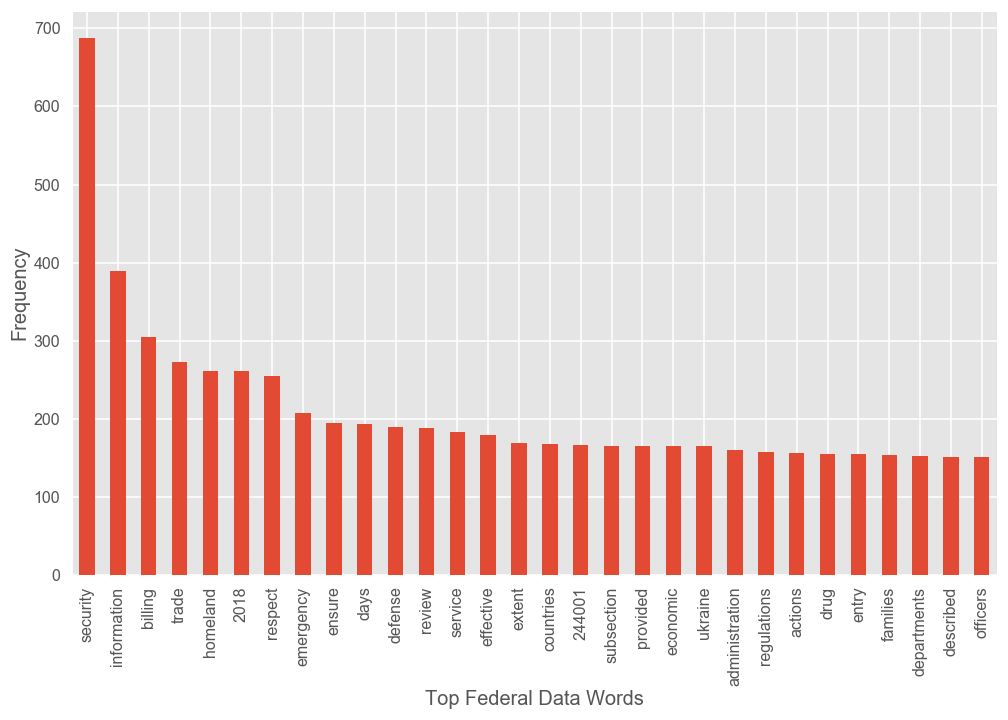 700
600
500
400
300
200
100
0
Frequency
security
information
billing
trade
homeland
2018
respect
emergency
ensure
days
defense
review
service
effective
extent
countries
244001
subsection
provided
economic
ukraine
administration
regulations
actions
drug
entry
families
departments
described
officers
Top Federal Data Words